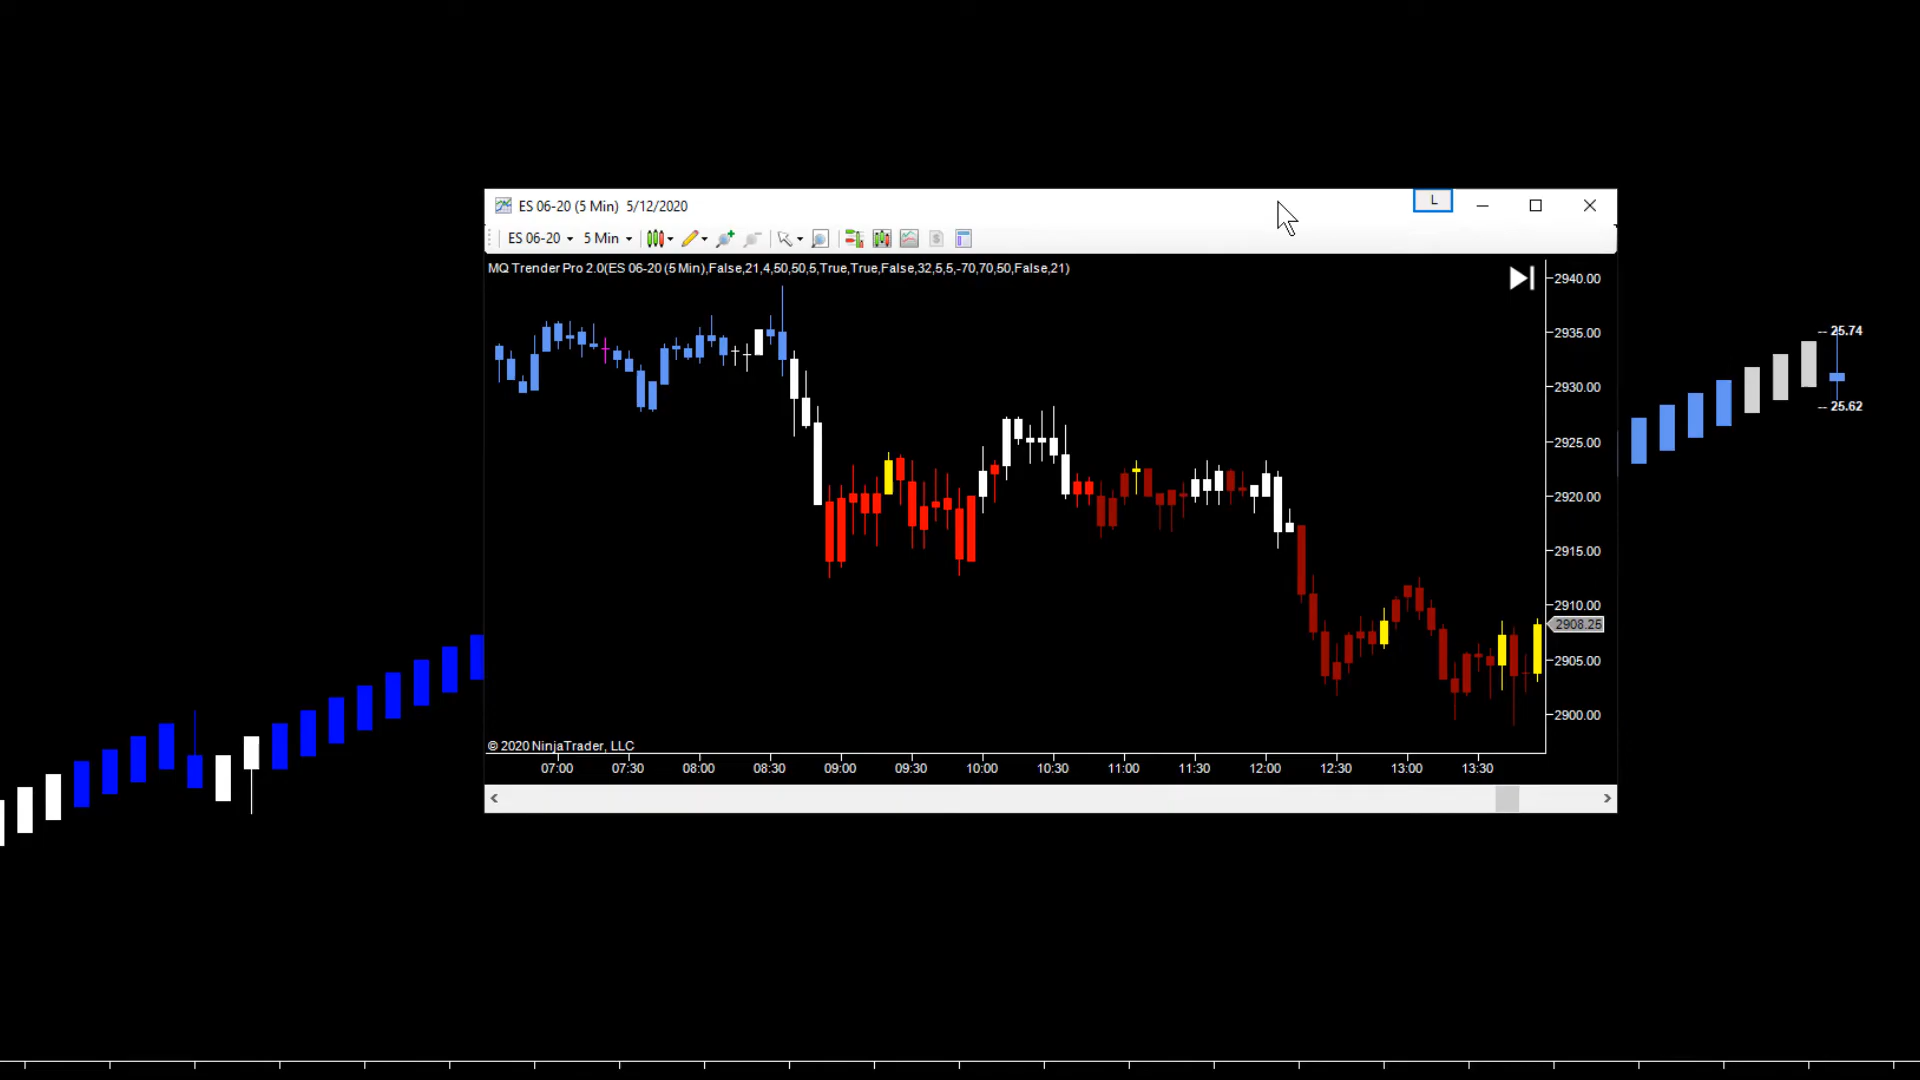 ES 06-20 (5 Min) 5/12/2020
L
ES 06-20 5 Min
MQ Trender Pro 2.0(ES 06-20 (5 Min),False,21,4,50,50,5,True,True,False,32,5,5,-70,70,50,False,21)
2940.00
2935.00
2930.00
2925.00
2920.00
2915.00
2910.00
2908.25
2905.00
2900.00
25.74
25.62
© 2020 NinjaTrader, LLC
07:00 07:30 08:00 08:30 09:00 09:30 10:00 10:30 11:00 11:30 12:00 12:30 13:00 13:30